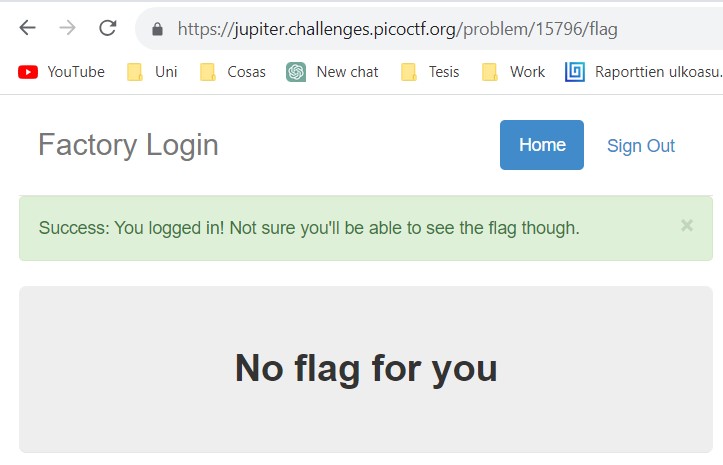 https://jupiter.challenges.picoctf.org/problem/15796/flag
YouTube Uni Cosas New chat Tesis Work Raporttien ulkoasu.
Factory Login Home Sign Out
Success: You logged in! Not sure you'll be able to see the flag though. ×
No flag for you